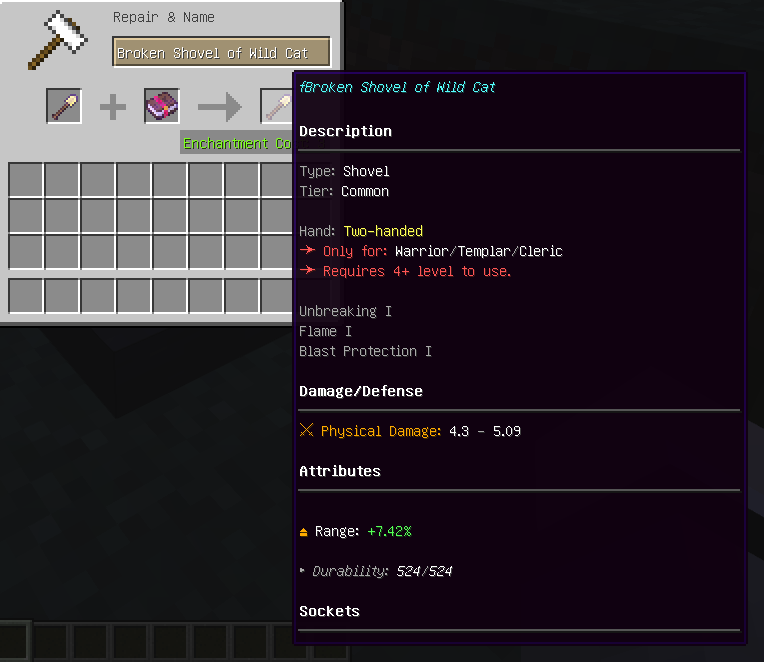 Repair & Name
Broken Shovel of Wild Cat
Enchantment Co
fBroken Shovel of Wild Cat
Description
Type: Shovel
Tier: Common
Hand: Two-handed
Only for: Warrior/Templar/Cleric
Requires 4+ level to use.
Unbreaking I
Flame I
Blast Protection I
Damage/Defense
Physical Damage: 4.3 - 5.09
Attributes
Range: +7.42%
Durability: 524/524
Sockets